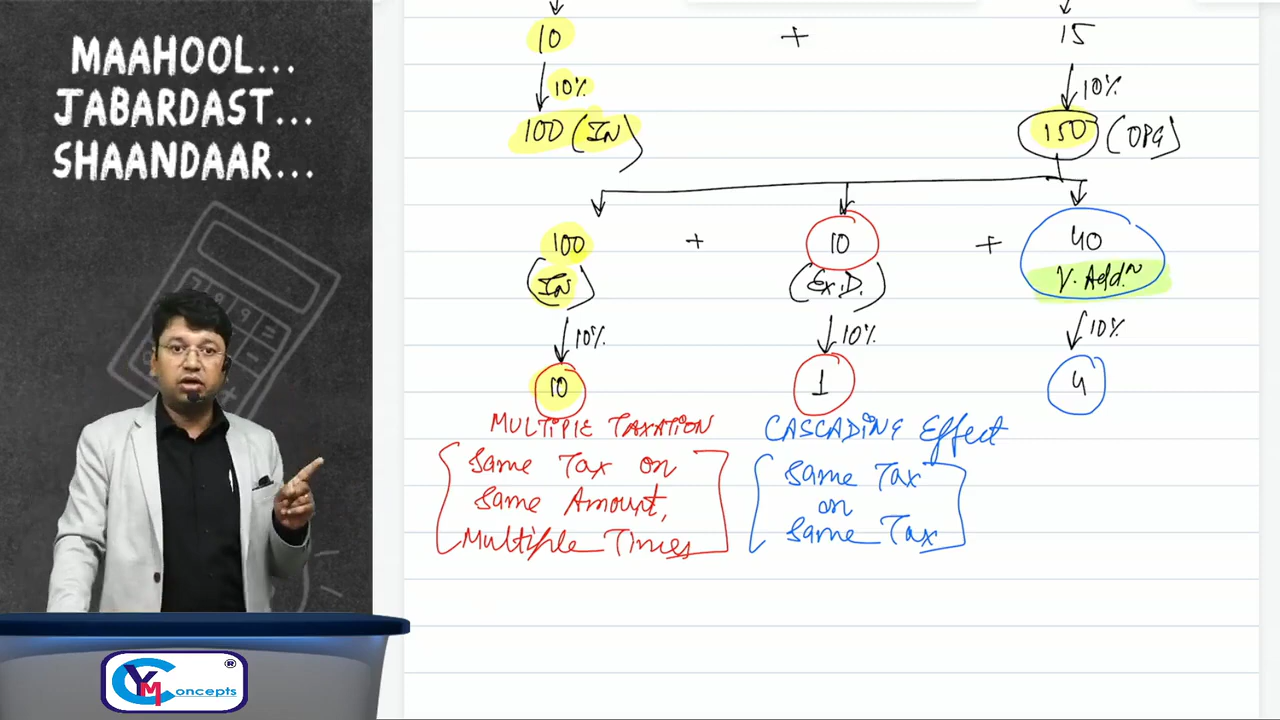 MAAHOOL...
JABARDAST...
SHAANDAAR...
10 + 15
10% 10%
100 (IN) 150 (OPG)
100 + 10 + 40
(IN) (Ex.D.) V. Add.n
10% 10% 10%
10 1 4
MULTIPLE TAXATION
Same Tax on
Same Amount,
Multiple Times
CASCADING Effect
Same Tax
on
Same Tax
YM Concepts ®